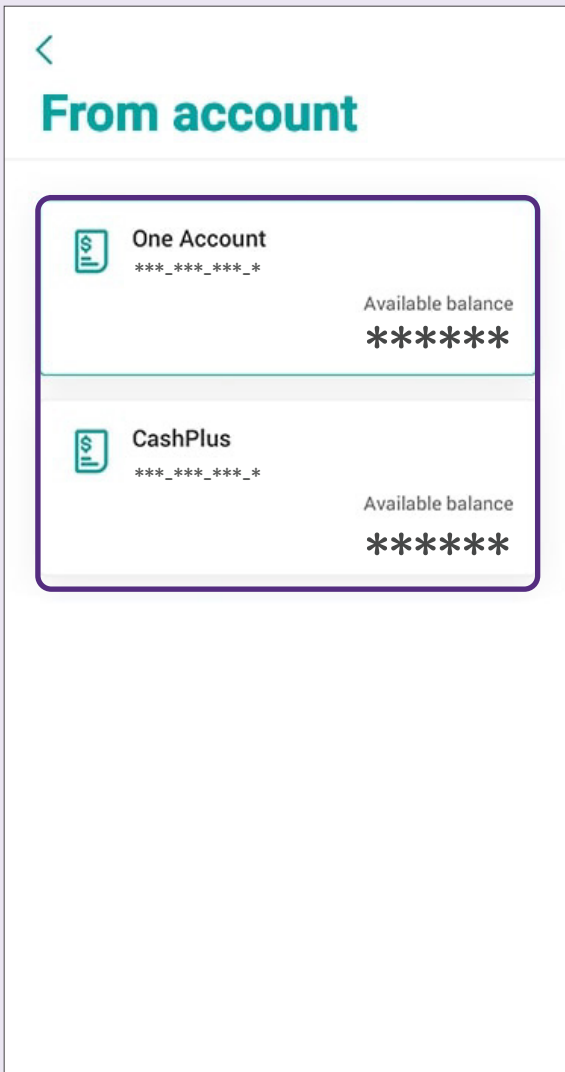 From account
One Account
***_***_***_*
Available balance
******
CashPlus
***_***_***_*
Available balance
******